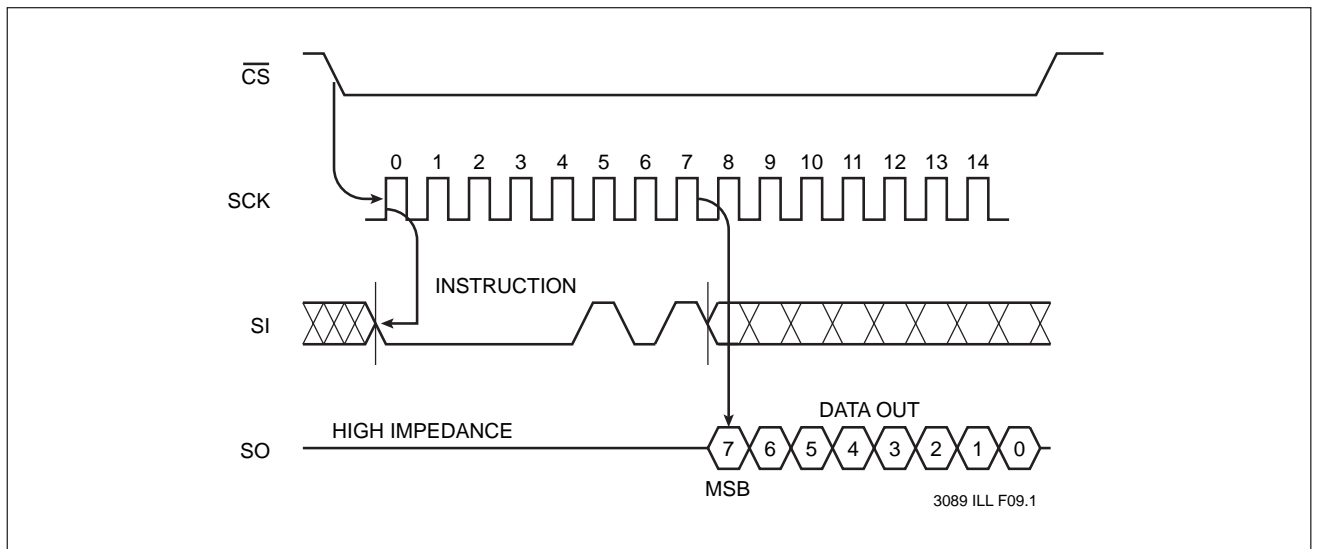 CS
0 1 2 3 4 5 6 7 8 9 10 11 12 13 14
SCK
INSTRUCTION
SI
DATA OUT
HIGH IMPEDANCE
SO
7 6 5 4 3 2 1 0
MSB
3089 ILL F09.1